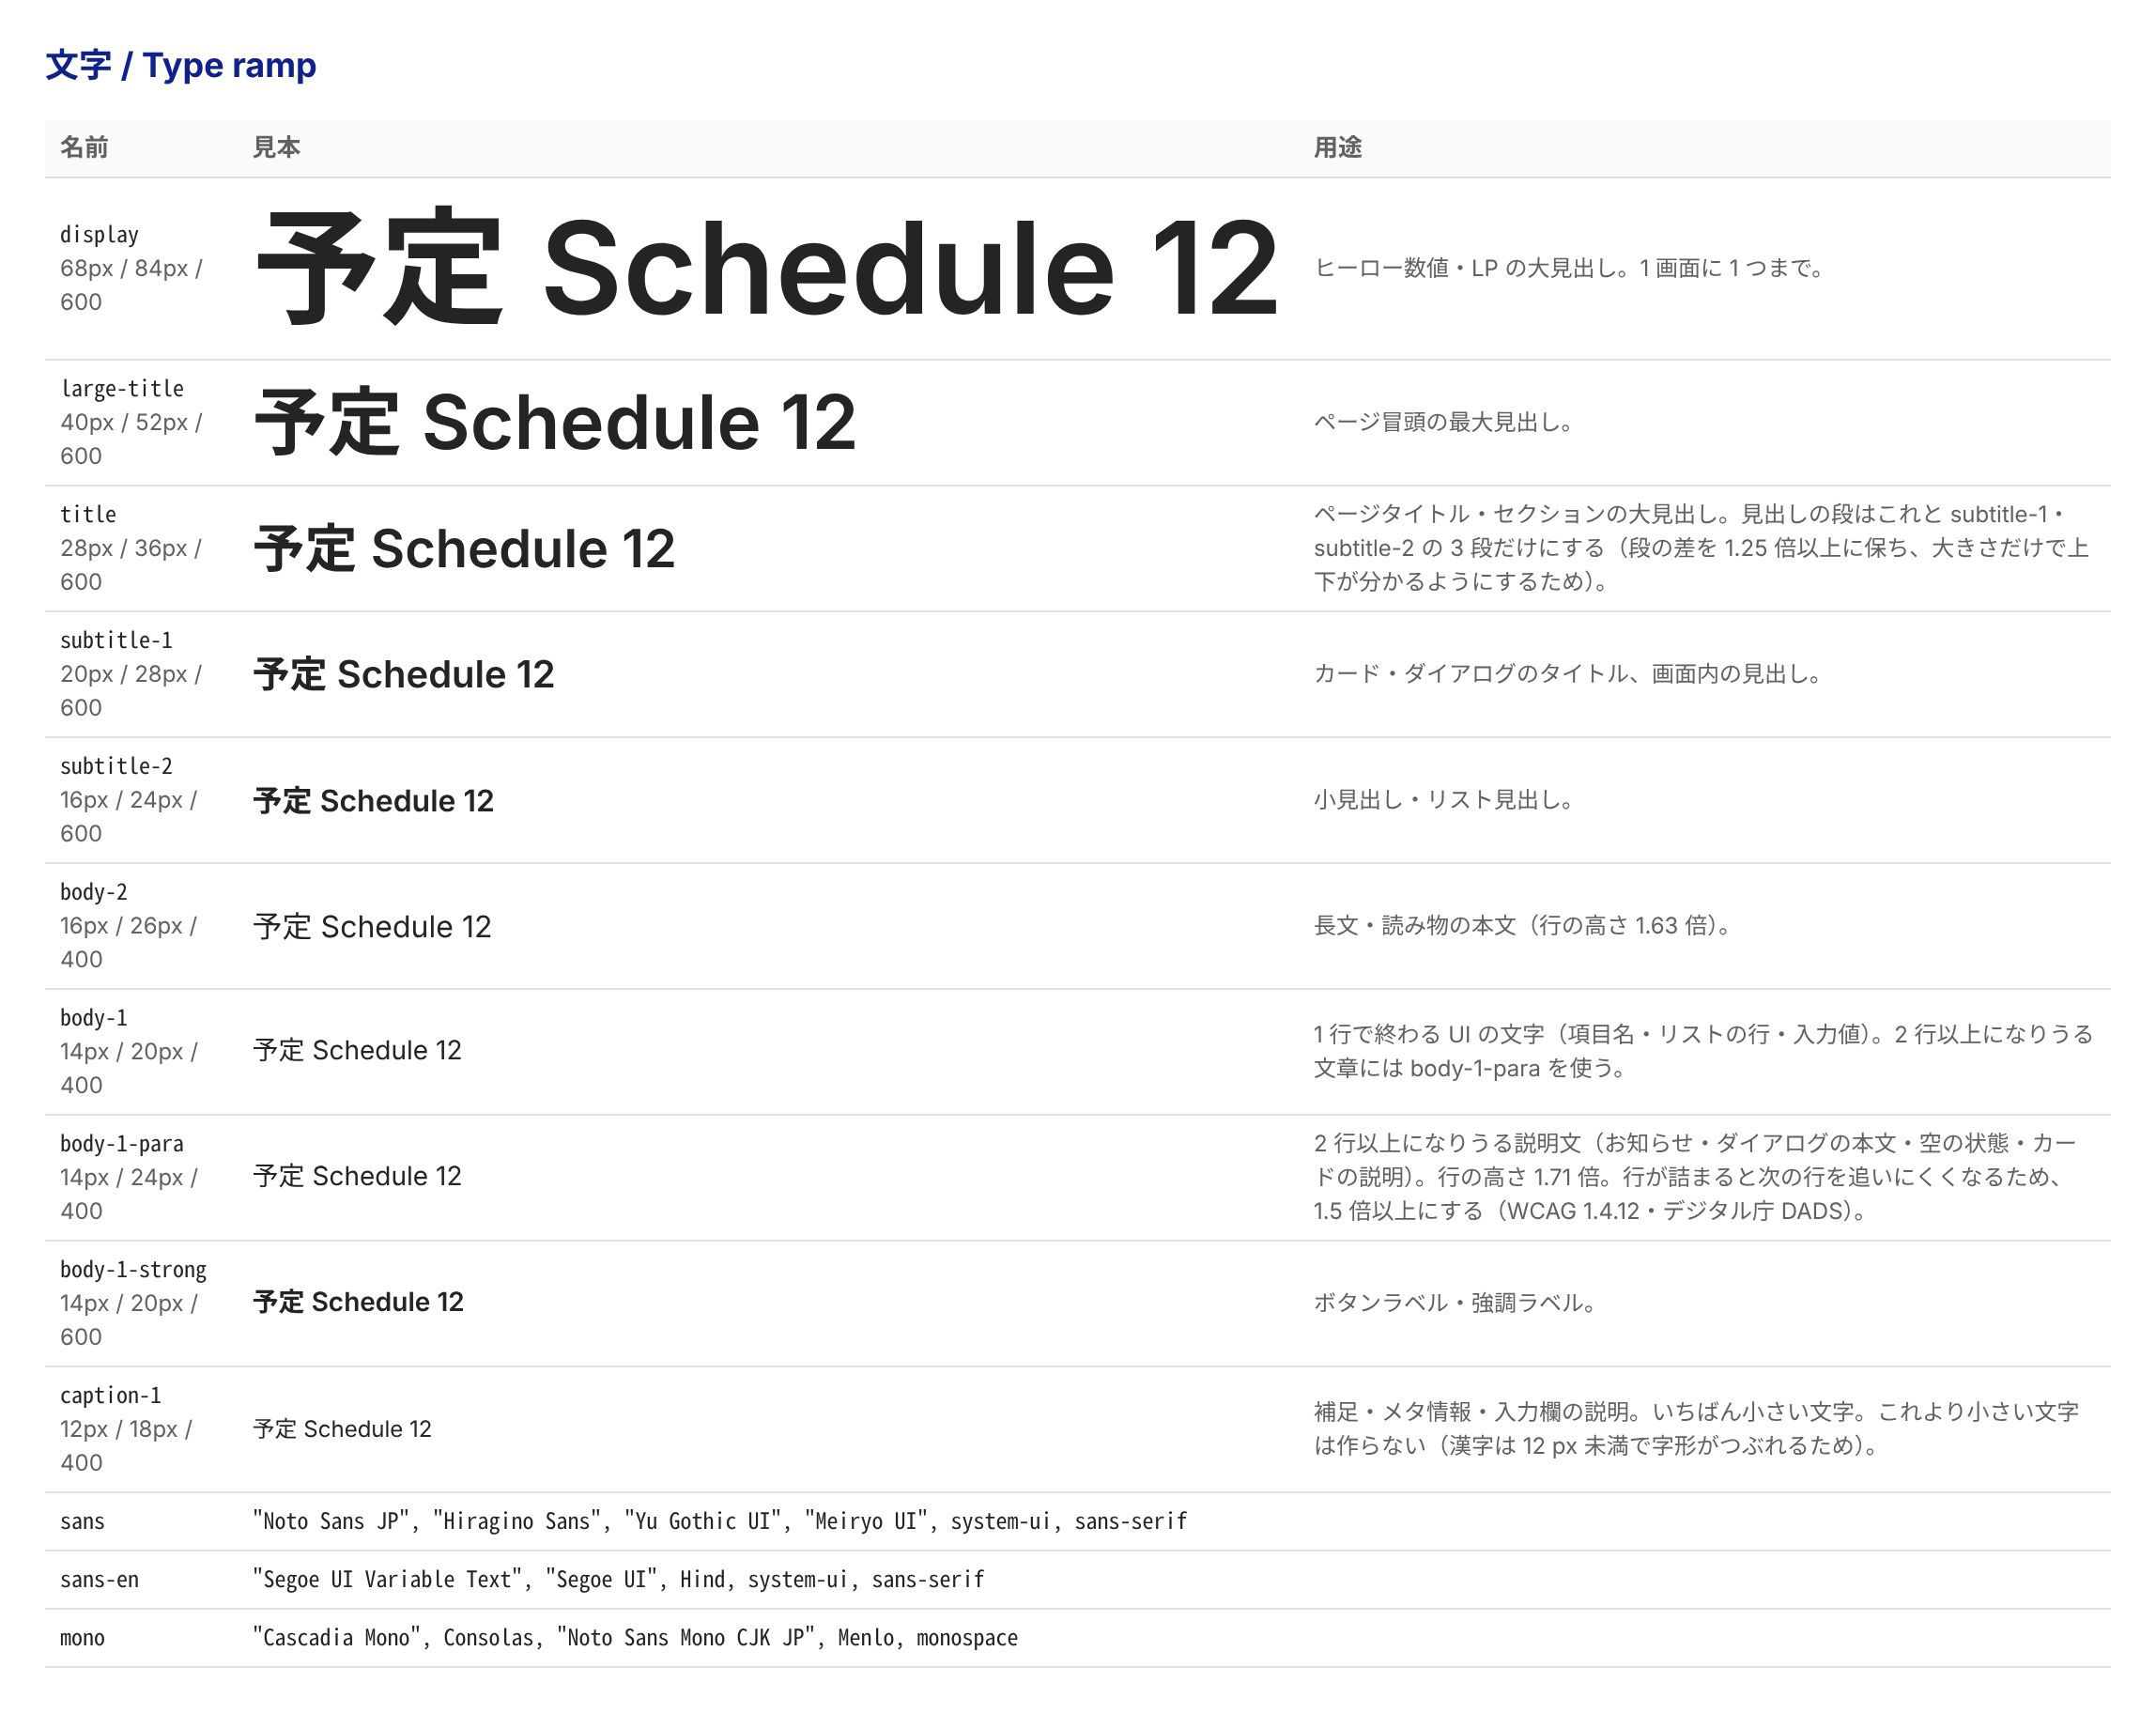 文字 / Type ramp
名前 見本 用途
display
68px / 84px /
600
予定 Schedule 12
ヒーロー数値・LP の大見出し。1 画面に 1 つまで。
large-title
40px / 52px /
600
予定 Schedule 12
ページ冒頭の最大見出し。
title
28px / 36px /
600
予定 Schedule 12
ページタイトル・セクションの大見出し。見出しの段はこれと subtitle-1・
subtitle-2 の 3 段だけにする（段の差を 1.25 倍以上に保ち、大きさだけで上
下が分かるようにするため）。
subtitle-1
20px / 28px /
600
予定 Schedule 12
カード・ダイアログのタイトル、画面内の見出し。
subtitle-2
16px / 24px /
600
予定 Schedule 12
小見出し・リスト見出し。
body-2
16px / 26px /
400
予定 Schedule 12
長文・読み物の本文（行の高さ 1.63 倍）。
body-1
14px / 20px /
400
予定 Schedule 12
1 行で終わる UI の文字（項目名・リストの行・入力値）。2 行以上になりうる
文章には body-1-para を使う。
body-1-para
14px / 24px /
400
予定 Schedule 12
2 行以上になりうる説明文（お知らせ・ダイアログの本文・空の状態・カー
ドの説明）。行の高さ 1.71 倍。行が詰まると次の行を追いにくくなるため、
1.5 倍以上にする（WCAG 1.4.12・デジタル庁 DADS）。
body-1-strong
14px / 20px /
600
予定 Schedule 12
ボタンラベル・強調ラベル。
caption-1
12px / 18px /
400
予定 Schedule 12
補足・メタ情報・入力欄の説明。いちばん小さい文字。これより小さい文字
は作らない（漢字は 12 px 未満で字形がつぶれるため）。
sans "Noto Sans JP", "Hiragino Sans", "Yu Gothic UI", "Meiryo UI", system-ui, sans-serif
sans-en "Segoe UI Variable Text", "Segoe UI", Hind, system-ui, sans-serif
mono "Cascadia Mono", Consolas, "Noto Sans Mono CJK JP", Menlo, monospace